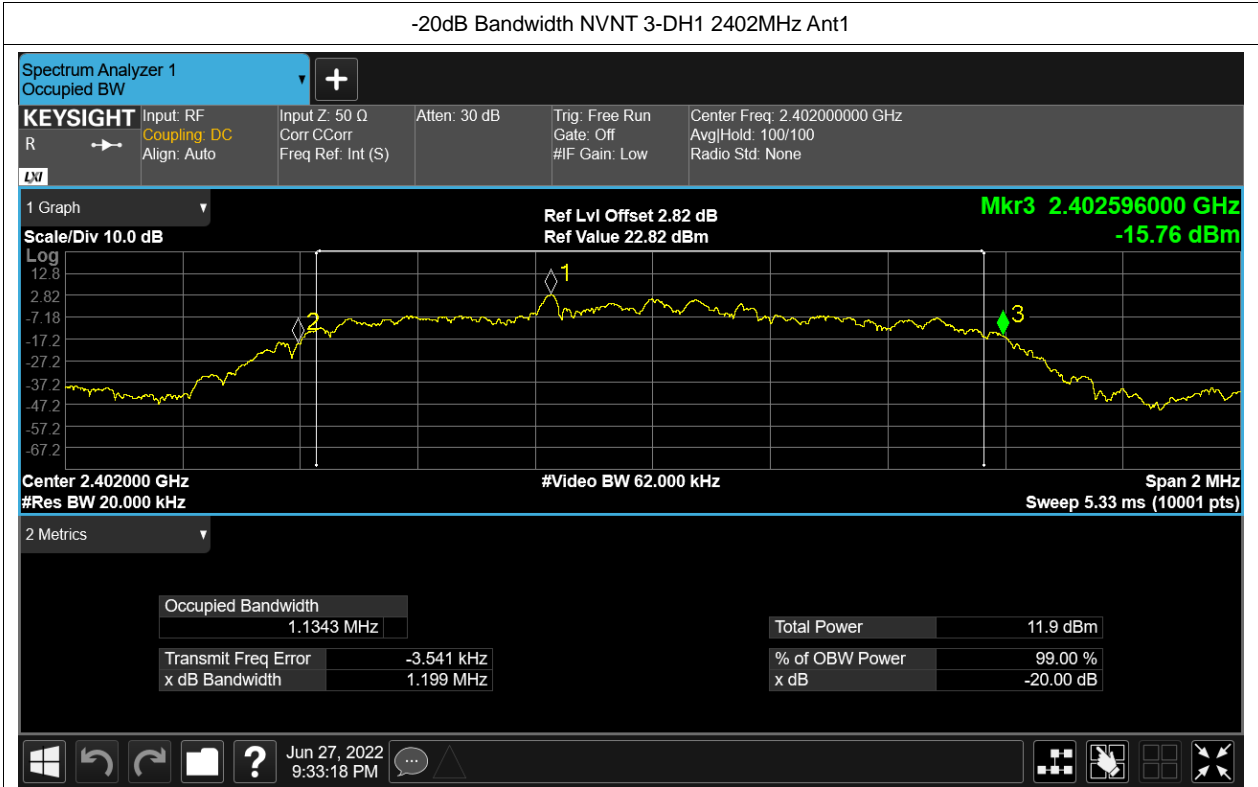 -20dB Bandwidth NVNT 3-DH1 2402MHz Ant1
Spectrum Analyzer 1
Occupied BW
KEYSIGHT
R
LXI
Input: RF
Coupling: DC
Align: Auto
Input Z: 50 Ω
Corr CCorr
Freq Ref: Int (S)
Atten: 30 dB
Trig: Free Run
Gate: Off
#IF Gain: Low
Center Freq: 2.402000000 GHz
Avg|Hold: 100/100
Radio Std: None
1 Graph
Scale/Div 10.0 dB
Ref Lvl Offset 2.82 dB
Ref Value 22.82 dBm
Mkr3 2.402596000 GHz
-15.76 dBm
Log
12.8
2.82
-7.18
-17.2
-27.2
-37.2
-47.2
-57.2
-67.2
1
2
3
Center 2.402000 GHz
#Video BW 62.000 kHz
Span 2 MHz
#Res BW 20.000 kHz
Sweep 5.33 ms (10001 pts)
2 Metrics
Occupied Bandwidth
1.1343 MHz
Transmit Freq Error -3.541 kHz
x dB Bandwidth 1.199 MHz
Total Power 11.9 dBm
% of OBW Power 99.00 %
x dB -20.00 dB
Jun 27, 2022
9:33:18 PM